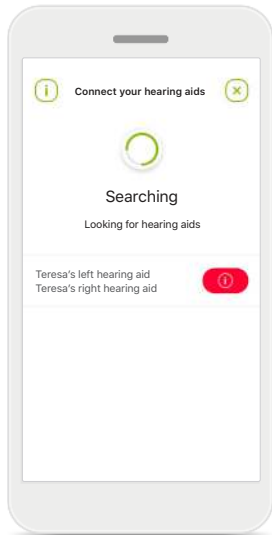 Connect your hearing aids
Searching
Looking for hearing aids
Teresa's left hearing aid
Teresa's right hearing aid